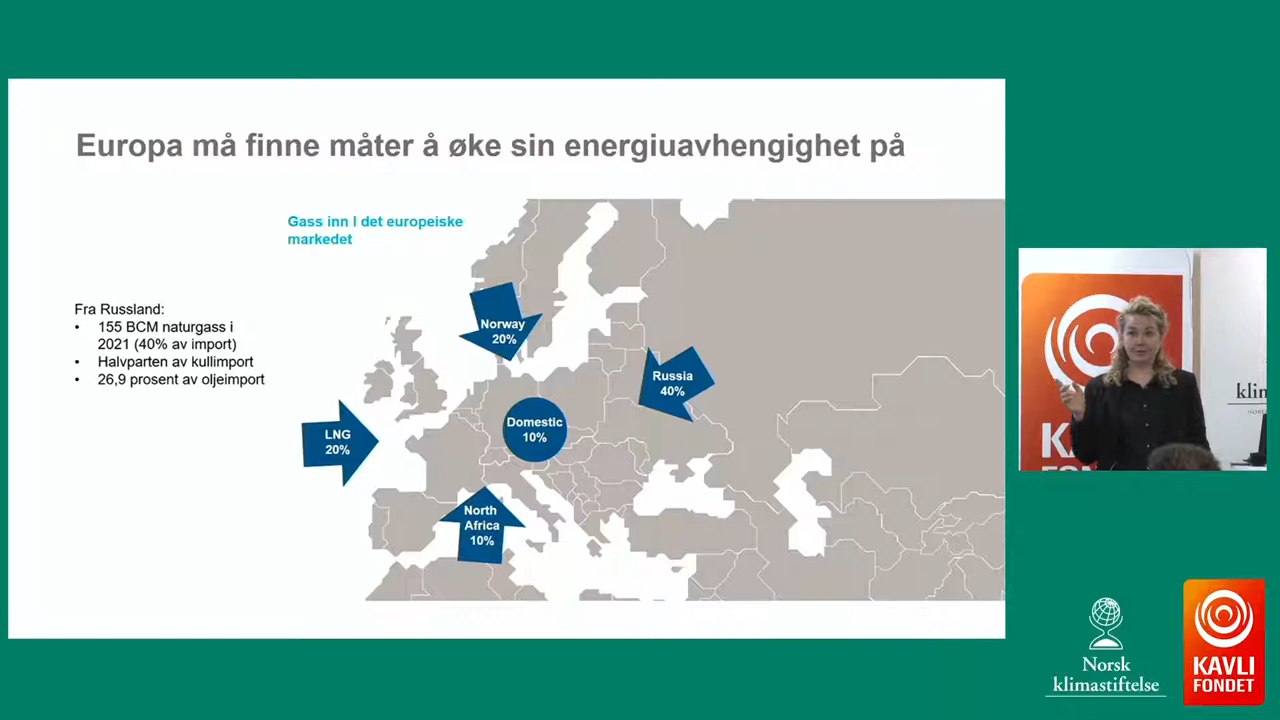 Europa må finne måter å øke sin energiuavhengighet på
Gass inn I det europeiske
markedet
Fra Russland:
• 155 BCM naturgass i
2021 (40% av import)
• Halvparten av kullimport
• 26,9 prosent av oljeimport
Norway
20%
Russia
40%
Domestic
10%
LNG
20%
North
Africa
10%
klim
Norsk
klimastiftelse
KAVLI
FONDET